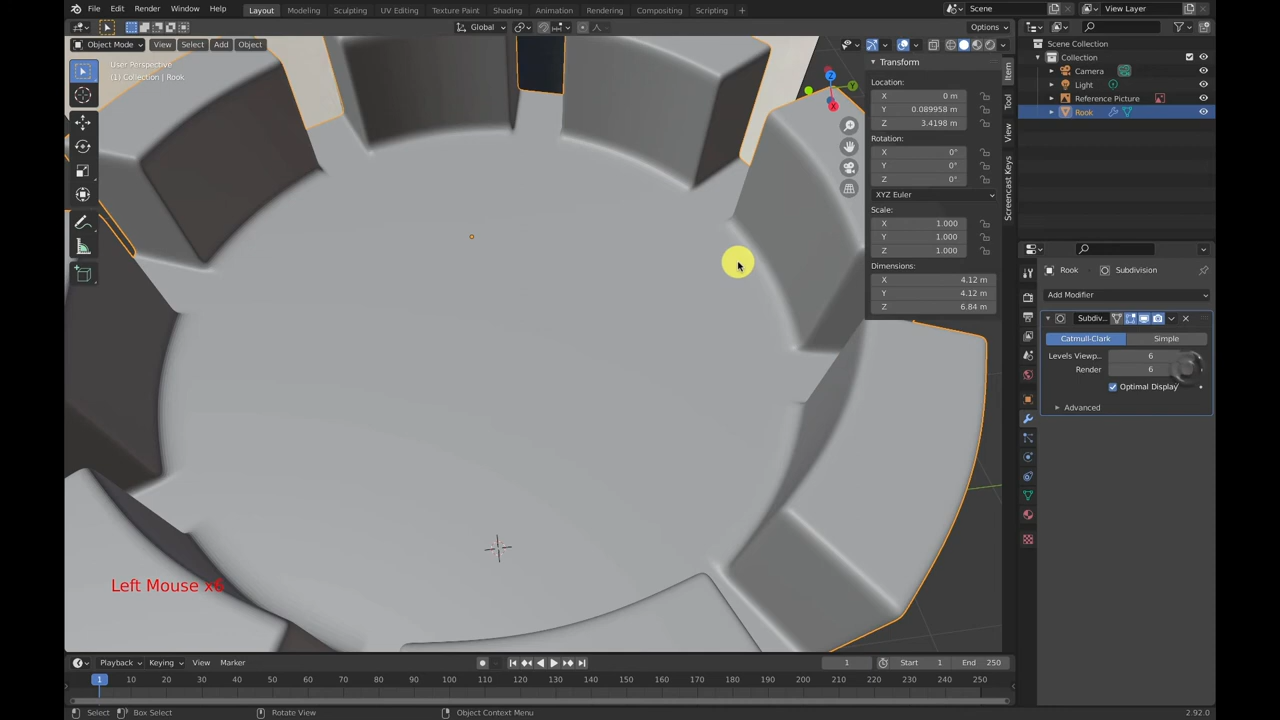 File Edit Render Window Help Layout Modeling Sculpting UV Editing Texture Paint Shading Animation Rendering Compositing Scripting + Scene View Layer
Global Options
Object Mode View Select Add Object
User Perspective
(1) Collection | Rook
Transform
Location:
X 0 m
Y 0.089958 m
Z 3.4198 m
Rotation:
X 0°
Y 0°
Z 0°
XYZ Euler
Scale:
X 1.000
Y 1.000
Z 1.000
Dimensions:
X 4.12 m
Y 4.12 m
Z 6.84 m
Item
Tool
View
Screencast Keys
Z
Y
X
Scene Collection
Collection
Camera
Light
Reference Picture
Rook
Rook Subdivision
Add Modifier
Subdiv...
Catmull-Clark Simple
Levels Viewp... 6
Render 6
Optimal Display
Advanced
Left Mouse x6
Playback Keying View Marker 1 Start 1 End 250
1 10 20 30 40 50 60 70 80 90 100 110 120 130 140 150 160 170 180 190 200 210 220 230 240 250
Select Box Select Rotate View Object Context Menu 2.92.0